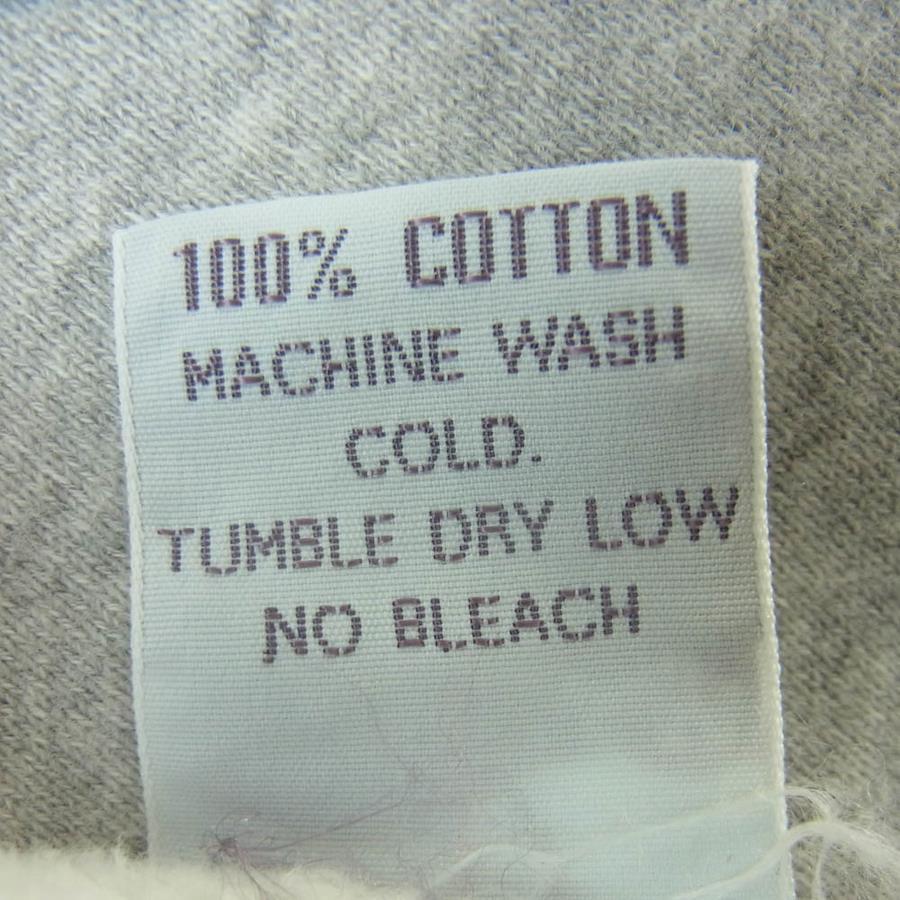 100% COTTON
MACHINE WASH
COLD.
TUMBLE DRY LOW
NO BLEACH